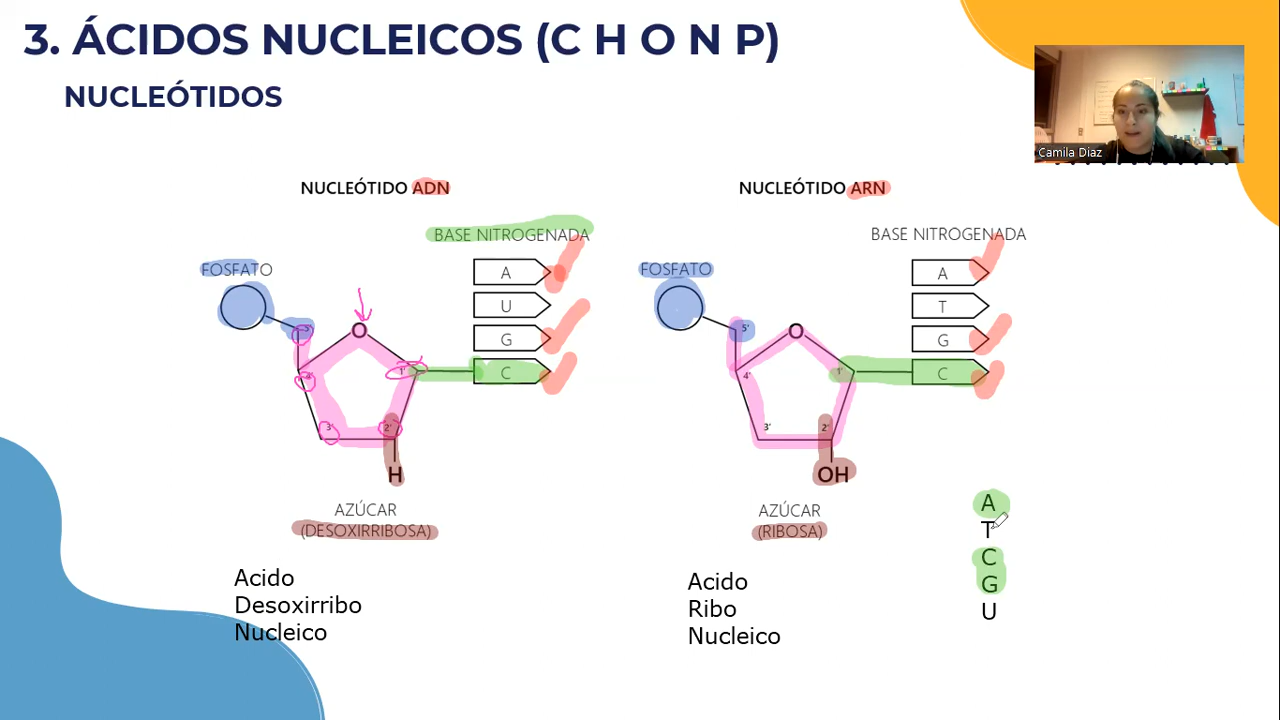 3. ÁCIDOS NUCLEICOS (C H O N P)
NUCLEÓTIDOS
Camila Diaz
NUCLEÓTIDO ADN
BASE NITROGENADA
FOSFATO
A
U
G
C
5'
O
1'
4'
3'
2'
H
AZÚCAR
(DESOXIRRIBOSA)
Acido
Desoxirribo
Nucleico
NUCLEÓTIDO ARN
BASE NITROGENADA
FOSFATO
A
T
G
C
5'
O
1'
4'
3'
2'
OH
AZÚCAR
(RIBOSA)
Acido
Ribo
Nucleico
A
T
C
G
U